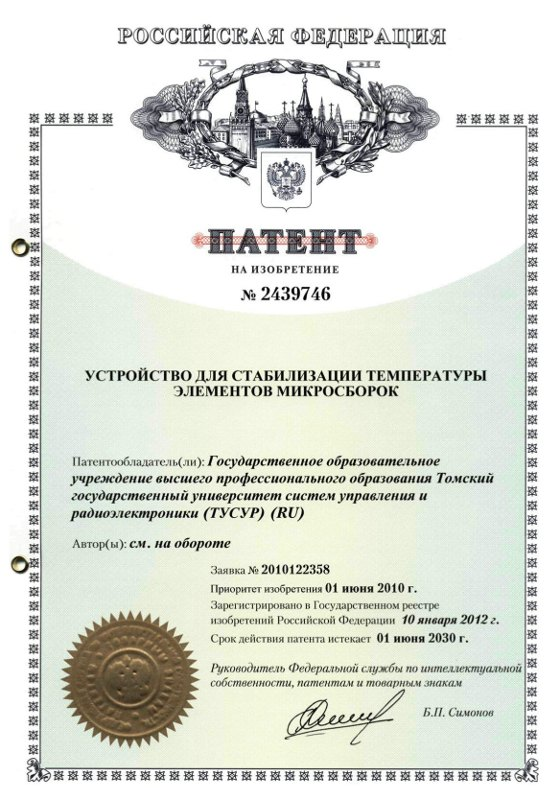 РОССИЙСКАЯ ФЕДЕРАЦИЯ
ПАТЕНТ
НА ИЗОБРЕТЕНИЕ
№ 2439746
УСТРОЙСТВО ДЛЯ СТАБИЛИЗАЦИИ ТЕМПЕРАТУРЫ
ЭЛЕМЕНТОВ МИКРОСБОРОК
Патентообладатель(ли): Государственное образовательное
учреждение высшего профессионального образования Томский
государственный университет систем управления и
радиоэлектроники (ТУСУР) (RU)
Автор(ы): см. на обороте
Заявка № 2010122358
Приоритет изобретения 01 июня 2010 г.
Зарегистрировано в Государственном реестре
изобретений Российской Федерации 10 января 2012 г.
Срок действия патента истекает 01 июня 2030 г.
Руководитель Федеральной службы по интеллектуальной
собственности, патентам и товарным знакам
Б.П. Симонов